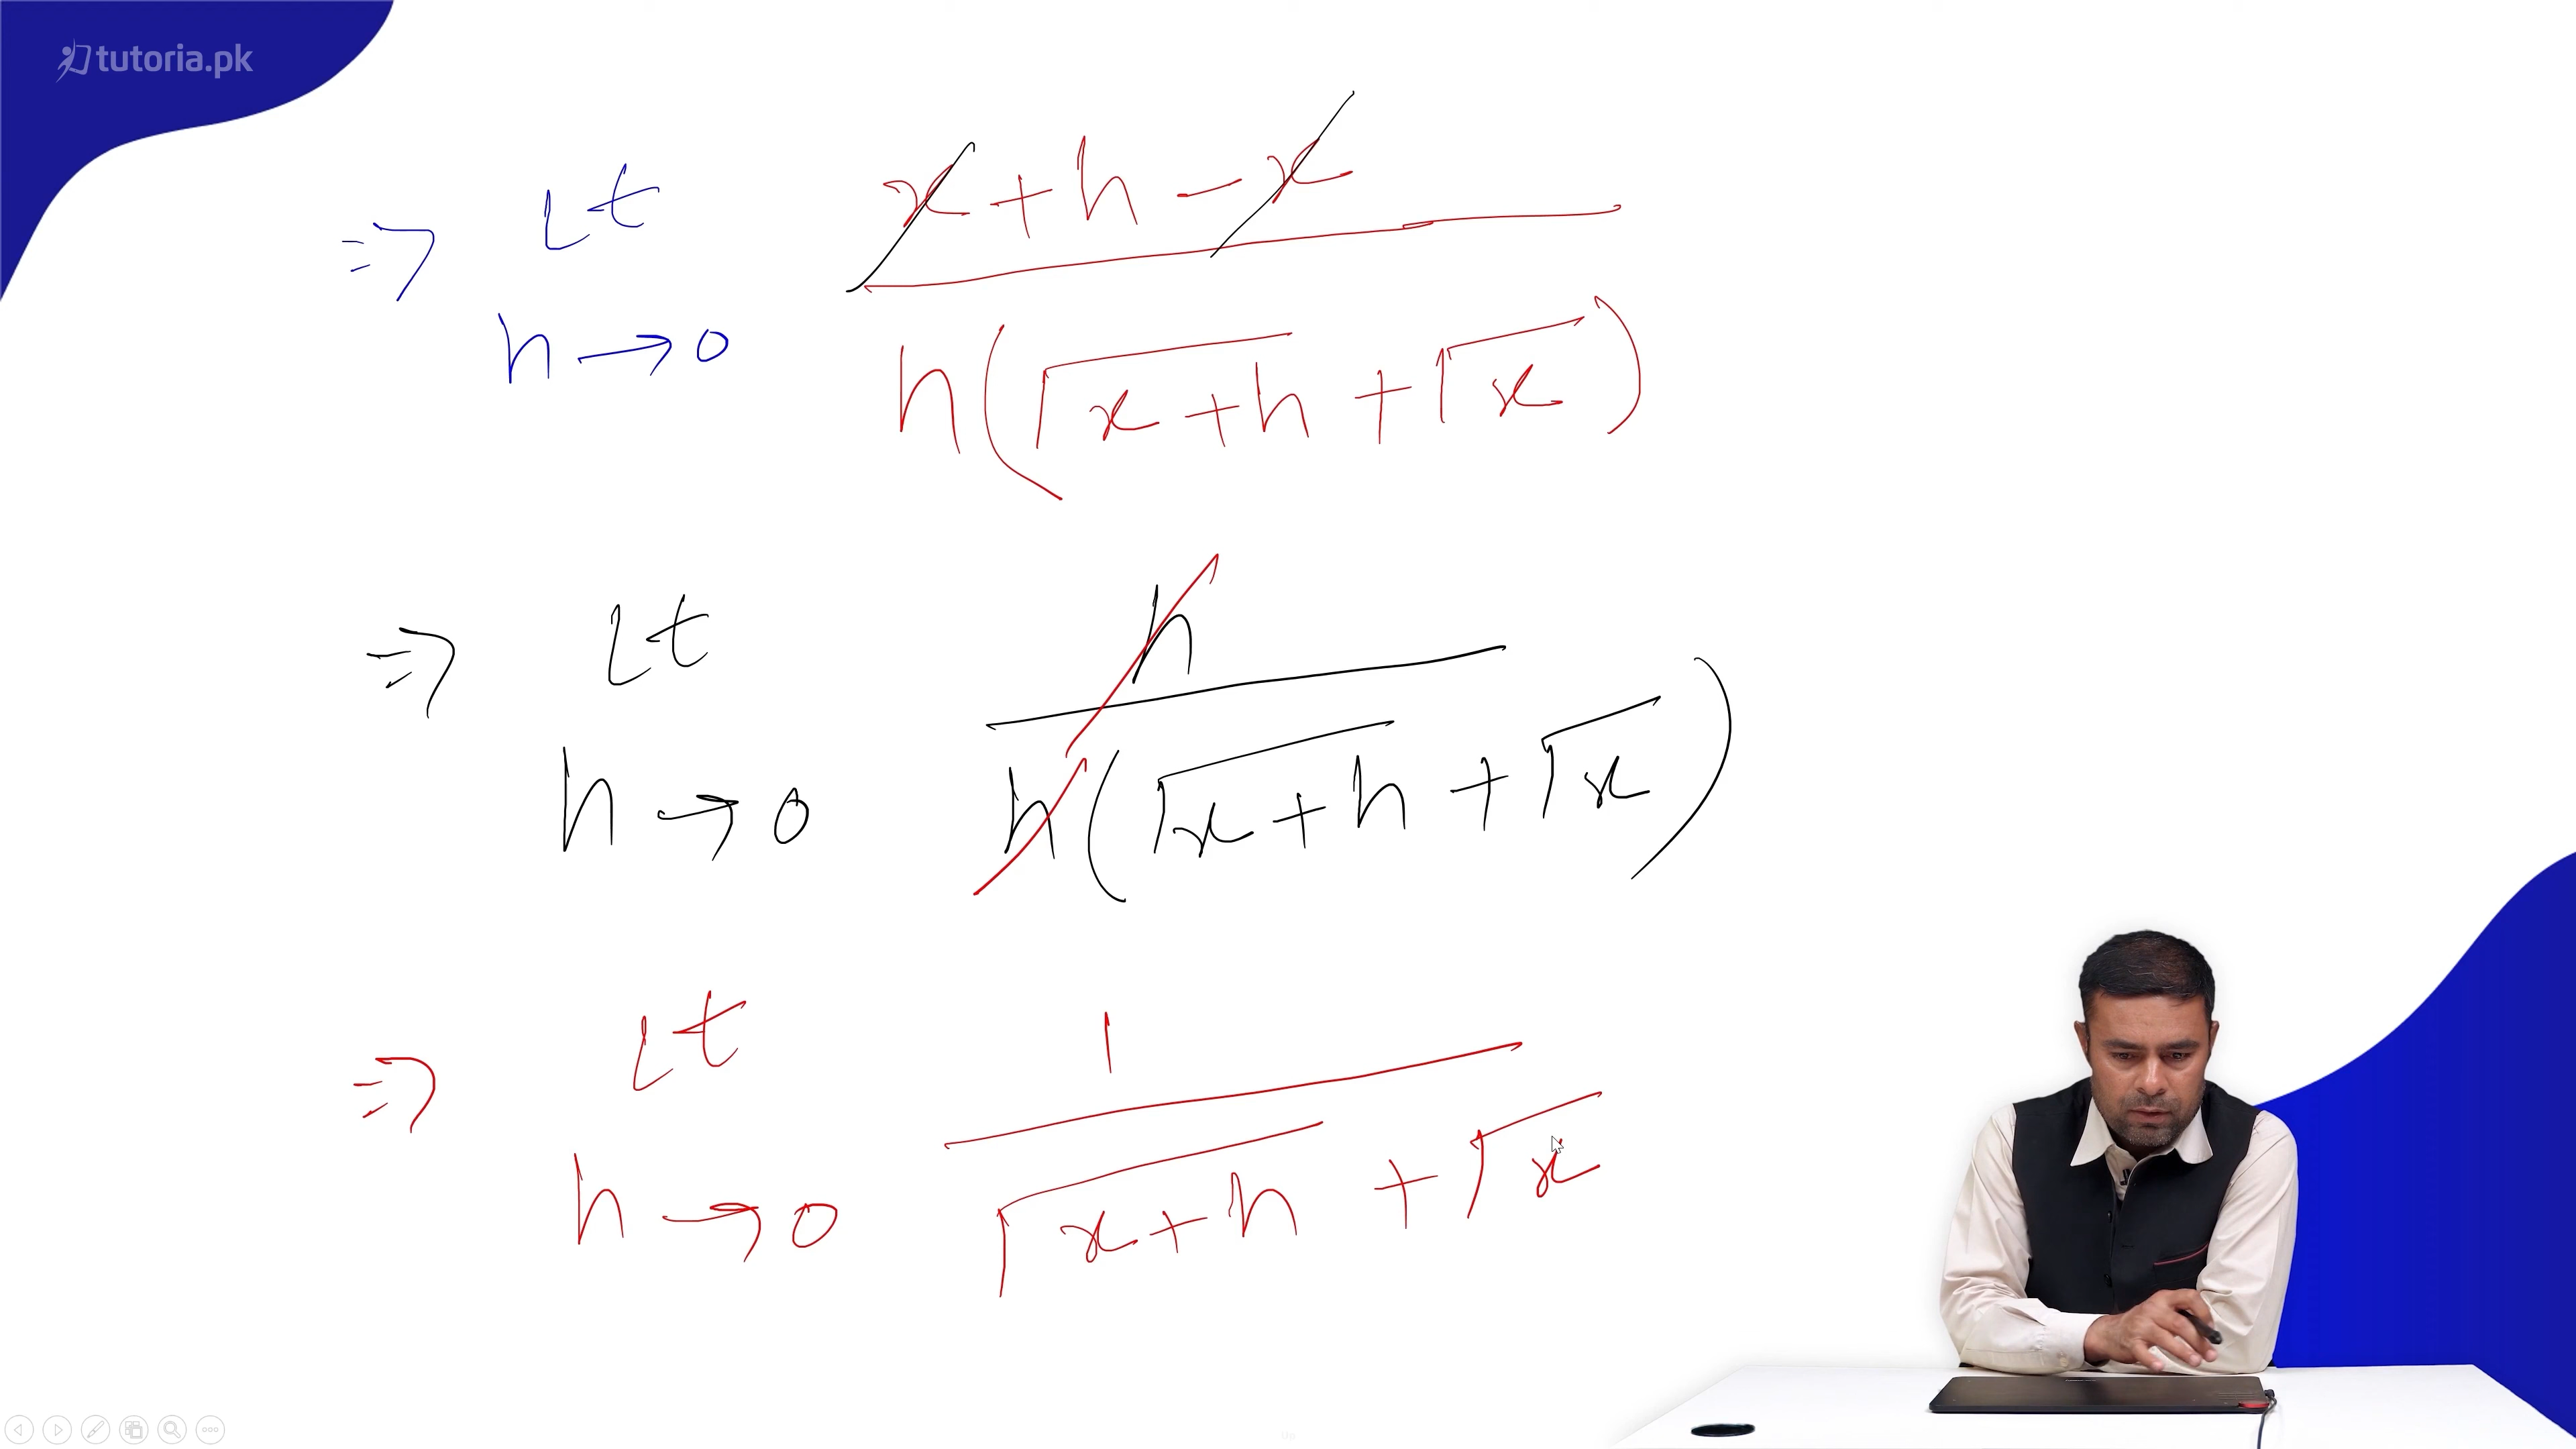 tutoria.pk
⇒ Lt x + h - x
h → 0 h(√x+h + √x)
⇒ Lt h
h → 0 h(√x+h + √x)
⇒ Lt 1
h → 0 √x+h + √x